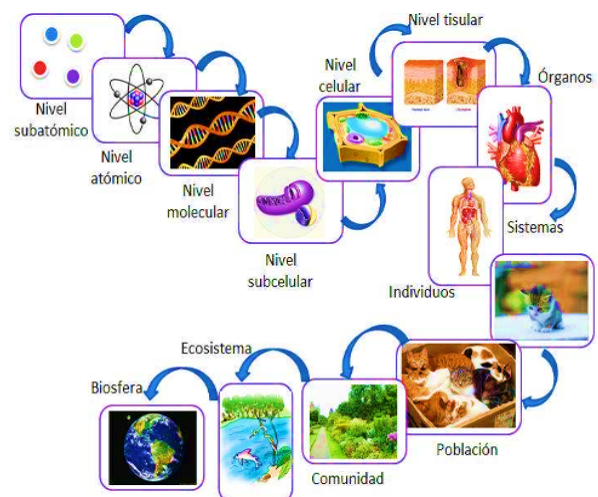 Nivel
subatómico
Nivel
atómico
Nivel
molecular
Nivel
subcelular
Nivel
celular
Nivel tisular
Órganos
Sistemas
Individuos
Población
Comunidad
Ecosistema
Biosfera